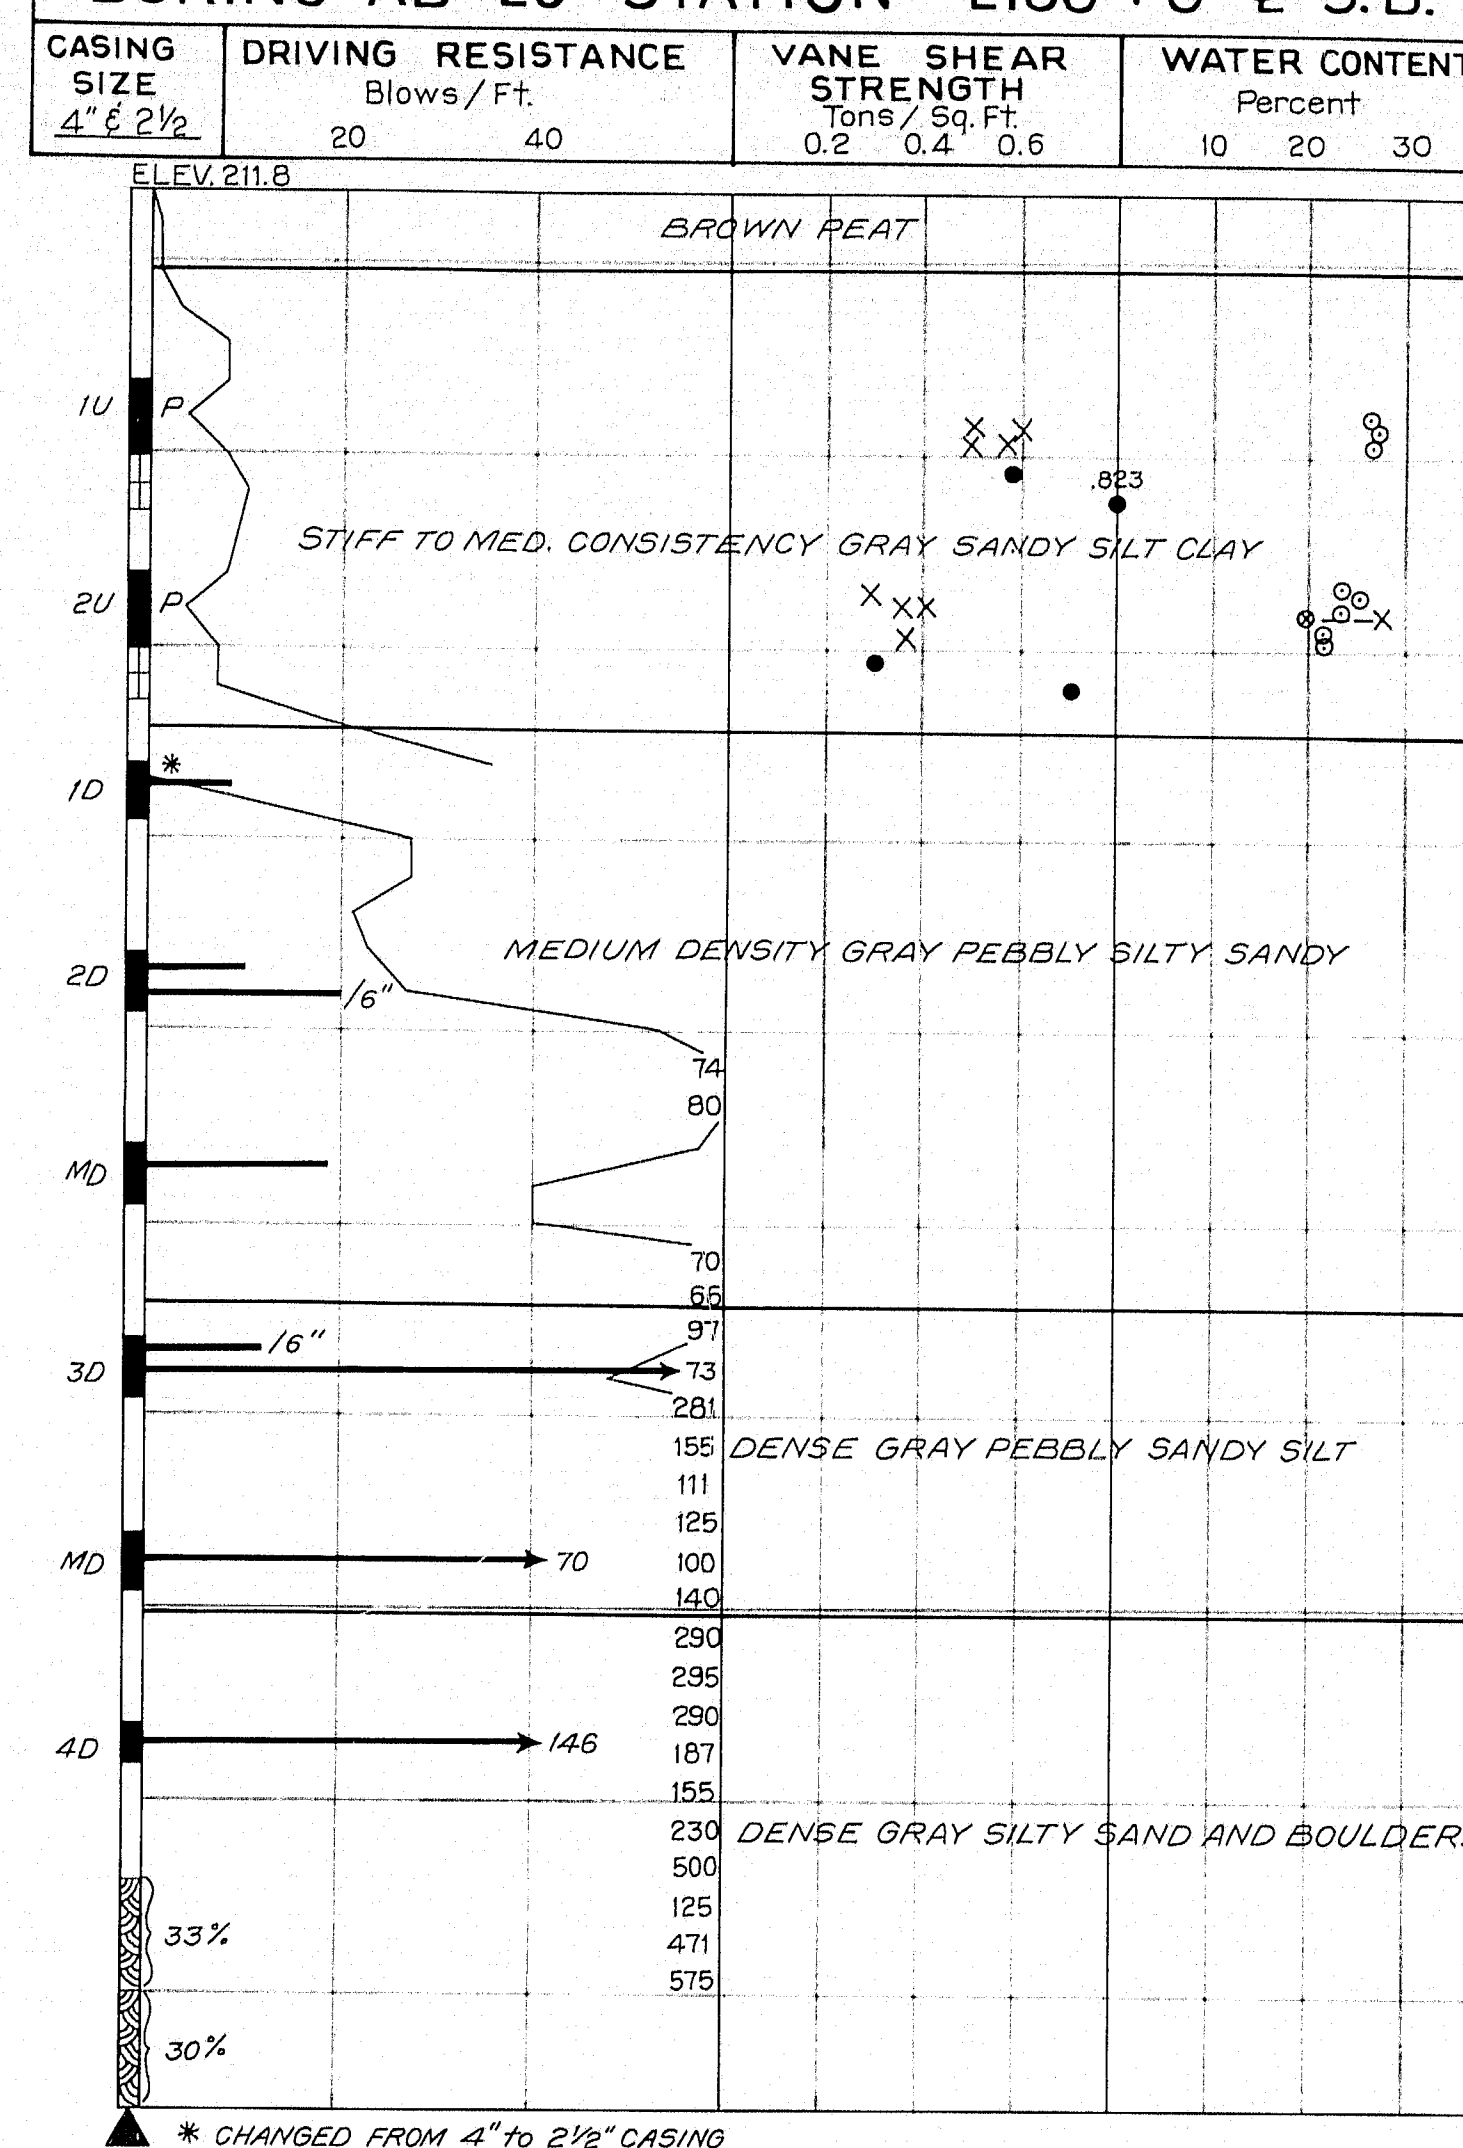 CASING
SIZE
4" & 2½
DRIVING RESISTANCE
Blows / Ft.
20 40
VANE SHEAR
STRENGTH
Tons / Sq. Ft.
0.2 0.4 0.6
WATER CONTENT
Percent
10 20 30
ELEV. 211.8
BROWN PEAT
1U P
.823
STIFF TO MED. CONSISTENCY GRAY SANDY SILT CLAY
2U P
*
1D
MEDIUM DENSITY GRAY PEBBLY SILTY SANDY
2D
/6"
74
80
MD
70
66
97
/6"
3D 73
281
155 DENSE GRAY PEBBLY SANDY SILT
111
125
MD 70 100
140
290
295
290
4D 146 187
155
230 DENSE GRAY SILTY SAND AND BOULDERS
500
125
33%
471
575
30%
* CHANGED FROM 4" to 2½" CASING